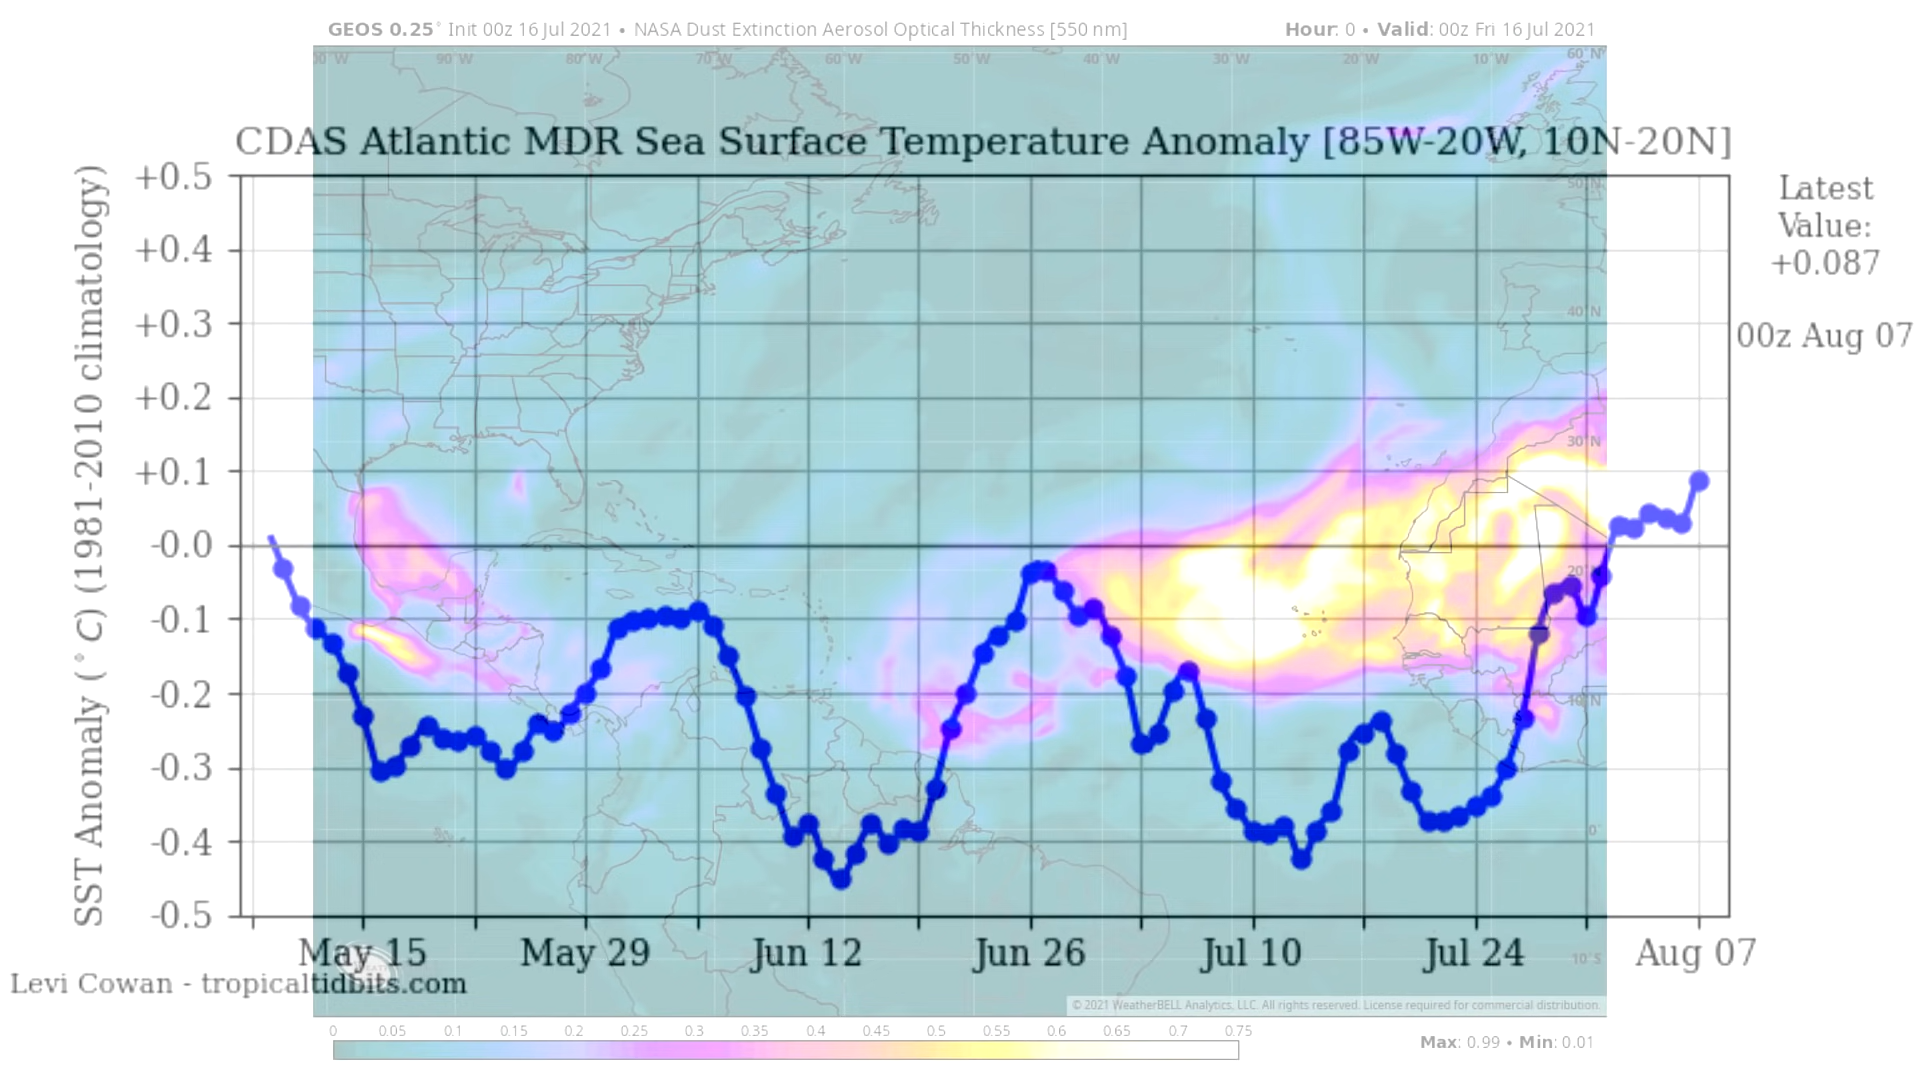 GEOS 0.25° Init 00z 16 Jul 2021 • NASA Dust Extinction Aerosol Optical Thickness [550 nm]
Hour: 0 • Valid: 00z Fri 16 Jul 2021
90°W 80°W 70°W 60°W 50°W 40°W 30°W 20°W 10°W 60°N
CDAS Atlantic MDR Sea Surface Temperature Anomaly [85W-20W, 10N-20N]
SST Anomaly (°C) (1981-2010 climatology)
+0.5
+0.4
+0.3
+0.2
+0.1
-0.0
-0.1
-0.2
-0.3
-0.4
-0.5
50°N
40°N
30°N
20°N
10°N
0°
10°S
Latest
Value:
+0.087
00z Aug 07
May 15 May 29 Jun 12 Jun 26 Jul 10 Jul 24 Aug 07
Levi Cowan - tropicaltidbits.com
© 2021 WeatherBELL Analytics, LLC. All rights reserved. License required for commercial distribution.
0 0.05 0.1 0.15 0.2 0.25 0.3 0.35 0.4 0.45 0.5 0.55 0.6 0.65 0.7 0.75
Max: 0.99 • Min: 0.01